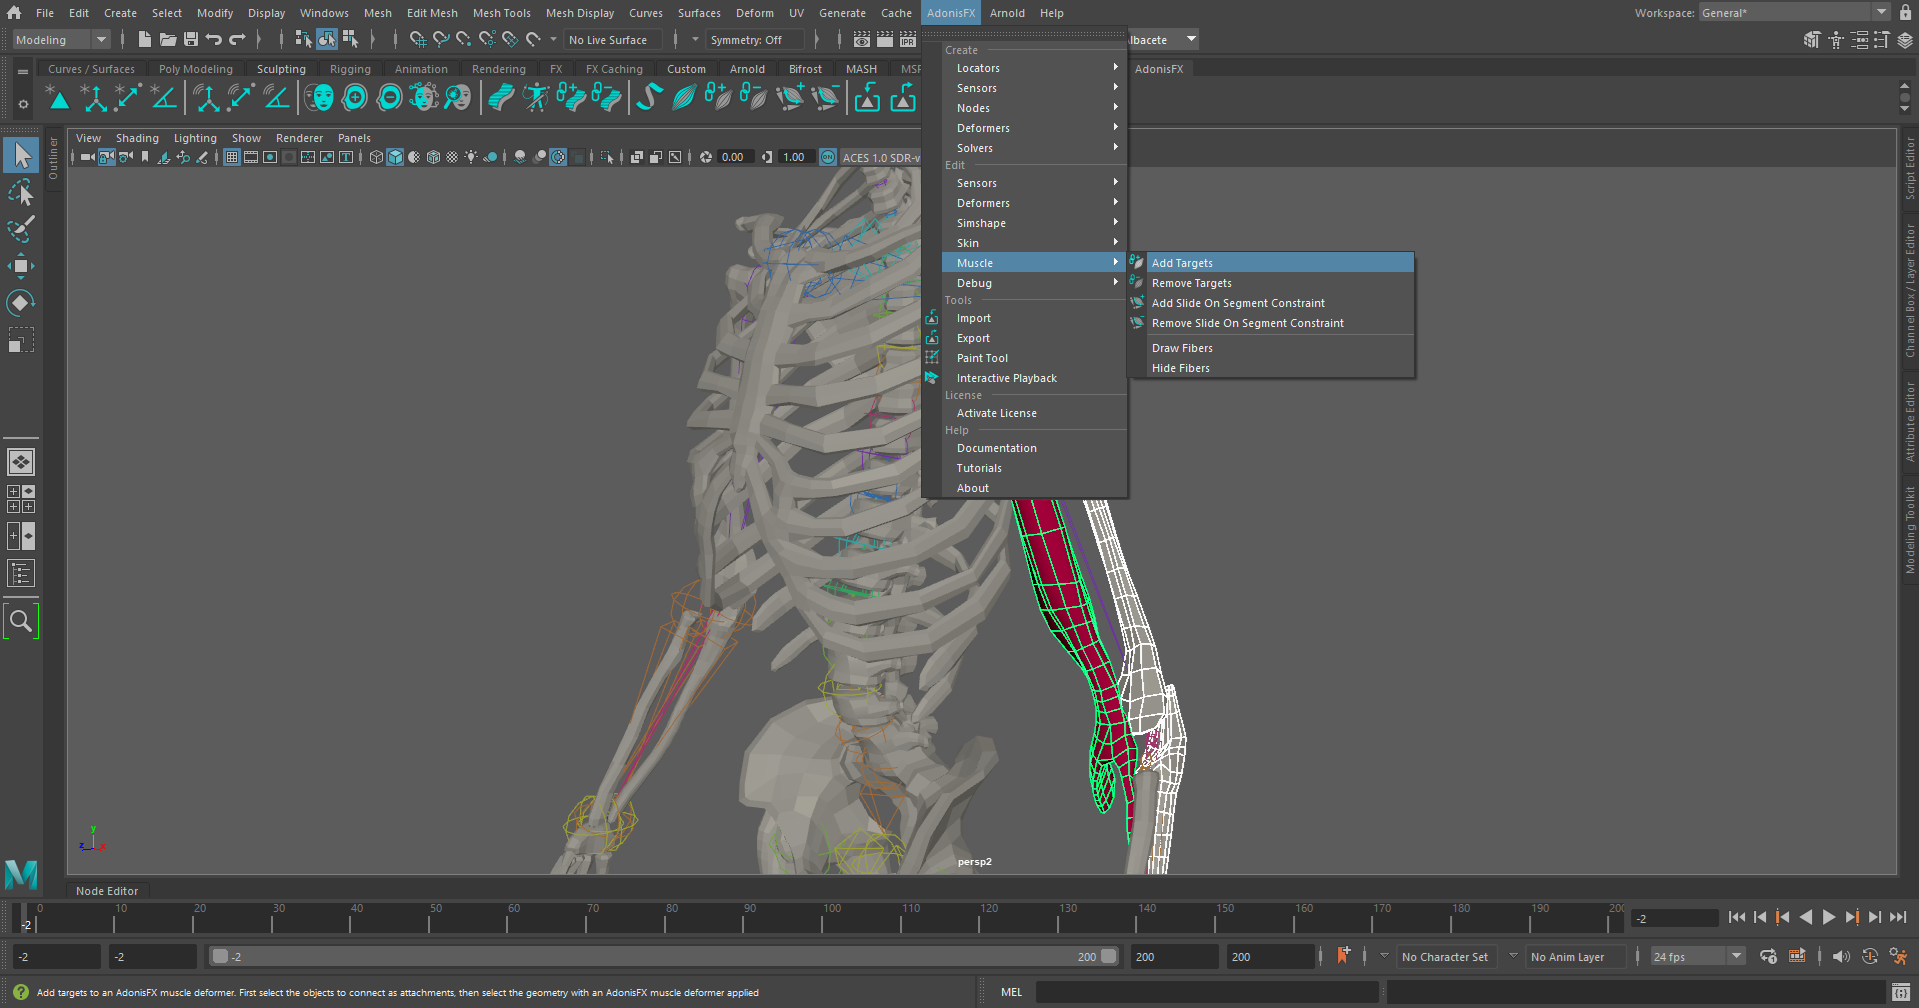 File Edit Create Select Modify Display Windows Mesh Edit Mesh Mesh Tools Mesh Display Curves Surfaces Deform UV Generate Cache AdonisFX Arnold Help Workspace: General*
Modeling No Live Surface Symmetry: Off IPR lbacete
Curves / Surfaces Poly Modeling Sculpting Rigging Animation Rendering FX FX Caching Custom Arnold Bifrost MASH AdonisFX
View Shading Lighting Show Renderer Panels
0.00 1.00 ON ACES 1.0 SDR-v
Outliner
Create
Locators
Sensors
Nodes
Deformers
Solvers
Edit
Sensors
Deformers
Simshape
Skin
Muscle
Debug
Tools
Import
Export
Paint Tool
Interactive Playback
License
Activate License
Help
Documentation
Tutorials
About
Add Targets
Remove Targets
Add Slide On Segment Constraint
Remove Slide On Segment Constraint
Draw Fibers
Hide Fibers
Script Editor
Channel Box / Layer Editor
Attribute Editor
Modeling Toolkit
y
z x
persp2
Node Editor
0 10 20 30 40 50 60 70 80 90 100 110 120 130 140 150 160 170 180 190 200
-2 -2
-2 -2 -2 200 200 200 No Character Set No Anim Layer 24 fps
Add targets to an AdonisFX muscle deformer. First select the objects to connect as attachments, then select the geometry with an AdonisFX muscle deformer applied MEL